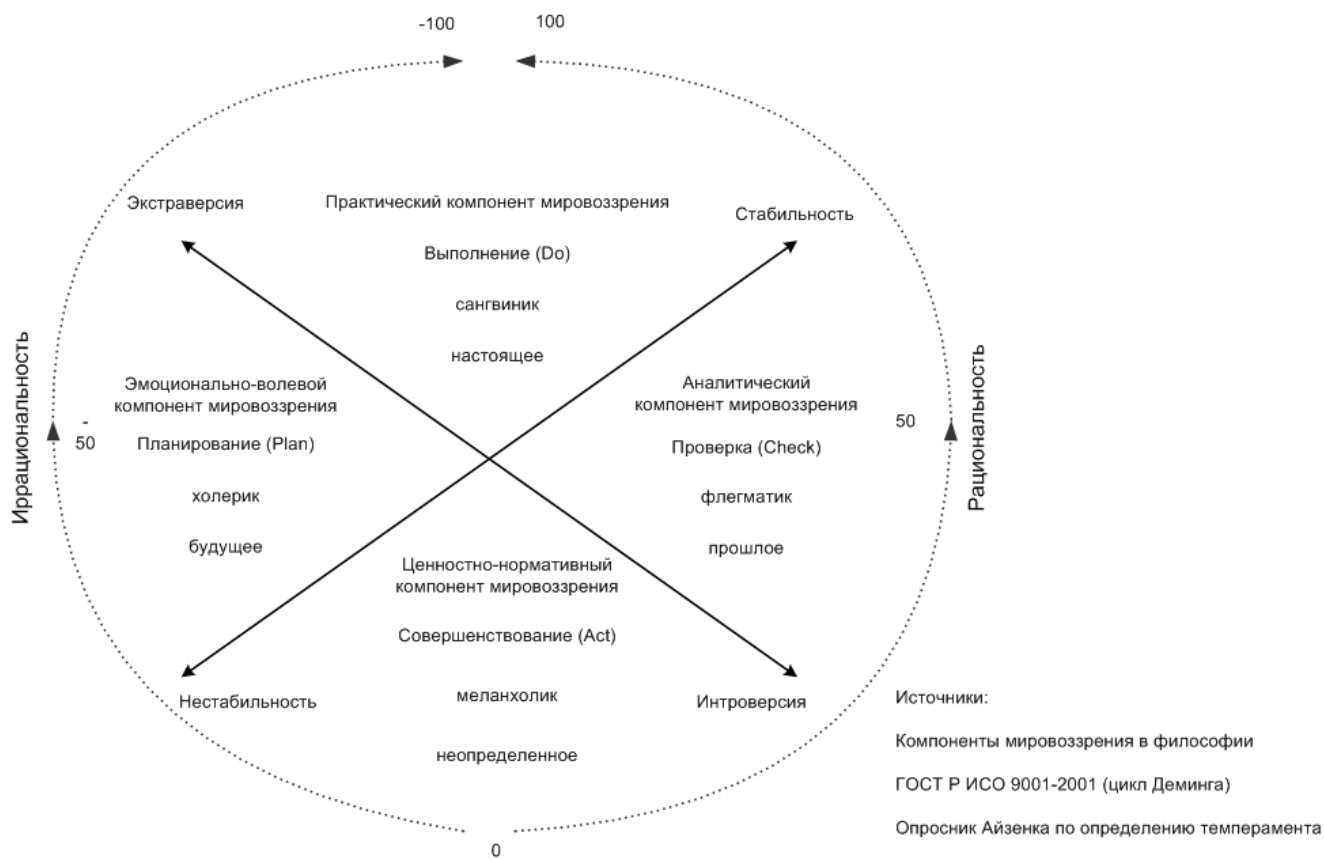 -100
100
Экстраверсия
Практический компонент мировоззрения
Стабильность
Выполнение (Do)
сангвиник
настоящее
Иррациональность
Эмоционально-волевой
компонент мировоззрения
-
50
Планирование (Plan)
холерик
будущее
Аналитический
компонент мировоззрения
50
Проверка (Check)
флегматик
прошлое
Рациональность
Ценностно-нормативный
компонент мировоззрения
Совершенствование (Act)
меланхолик
неопределенное
Нестабильность
Интроверсия
0
Источники:
Компоненты мировоззрения в философии
ГОСТ Р ИСО 9001-2001 (цикл Деминга)
Опросник Айзенка по определению темперамента